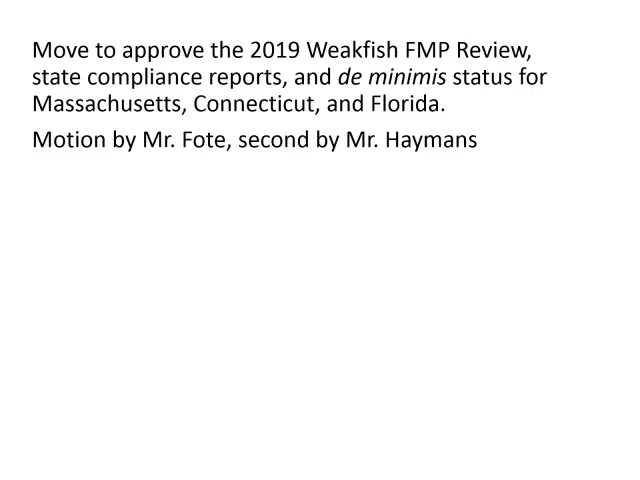 Move to approve the 2019 Weakfish FMP Review,
state compliance reports, and de minimis status for
Massachusetts, Connecticut, and Florida.
Motion by Mr. Fote, second by Mr. Haymans